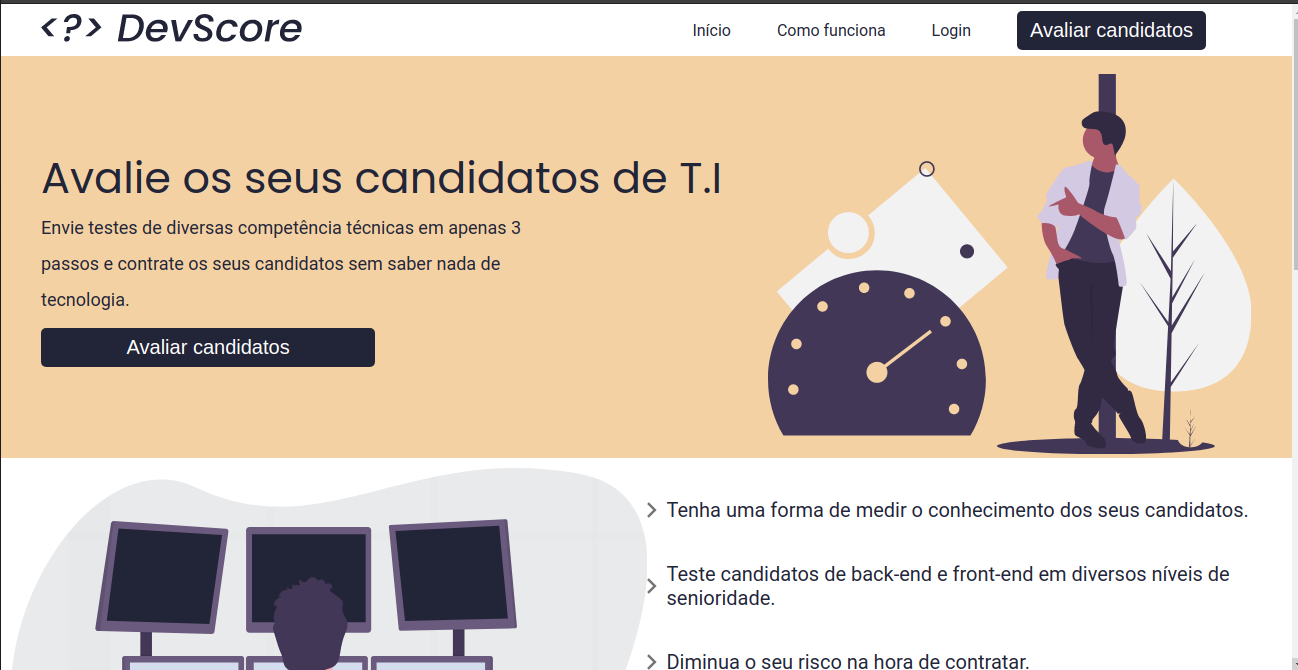 <?> DevScore
Início
Como funciona
Login
Avaliar candidatos
Avalie os seus candidatos de T.I
Envie testes de diversas competência técnicas em apenas 3
passos e contrate os seus candidatos sem saber nada de
tecnologia.
Avaliar candidatos
Tenha uma forma de medir o conhecimento dos seus candidatos.
Teste candidatos de back-end e front-end em diversos níveis de
senioridade.
Diminua o seu risco na hora de contratar.